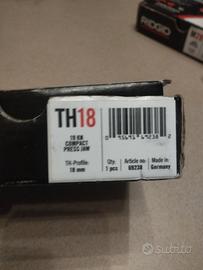 RIDGID
TH18
19 KN
COMPACT
PRESS JAW
TH-Profile:
18 mm
Qty.
1 pcs
Article no:
69238
Made in:
Germany
Subito